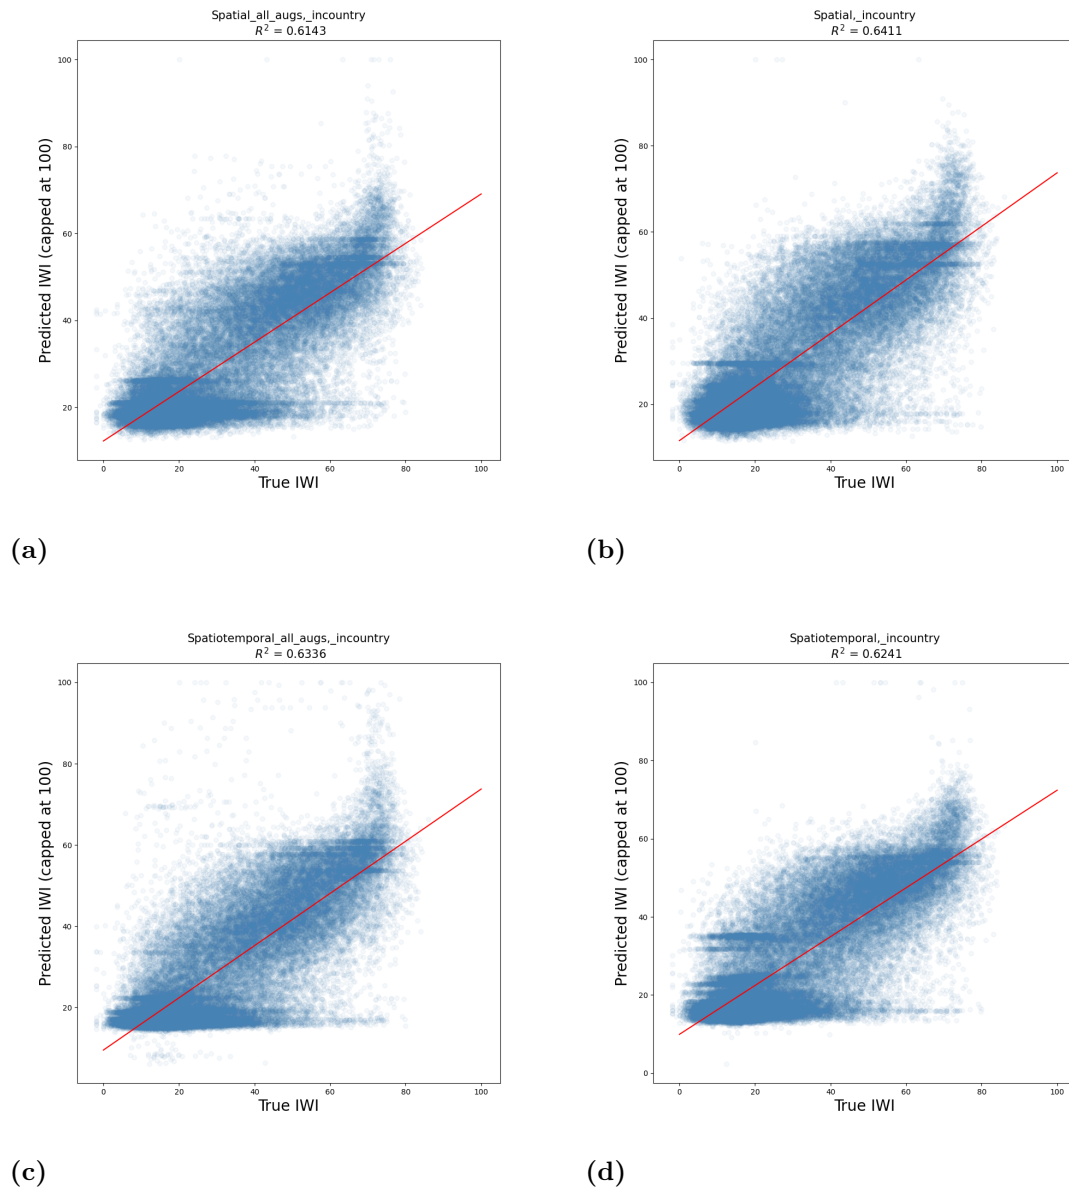 Spatial_all_augs,_incountry
R² = 0.6143
100
80
60
40
20
Predicted IWI (capped at 100)
0 20 40 60 80 100
True IWI
(a)
Spatial,_incountry
R² = 0.6411
100
80
60
40
20
Predicted IWI (capped at 100)
0 20 40 60 80 100
True IWI
(b)
Spatiotemporal_all_augs,_incountry
R² = 0.6336
100
80
60
40
20
Predicted IWI (capped at 100)
0 20 40 60 80 100
True IWI
(c)
Spatiotemporal,_incountry
R² = 0.6241
100
80
60
40
20
0
Predicted IWI (capped at 100)
0 20 40 60 80 100
True IWI
(d)